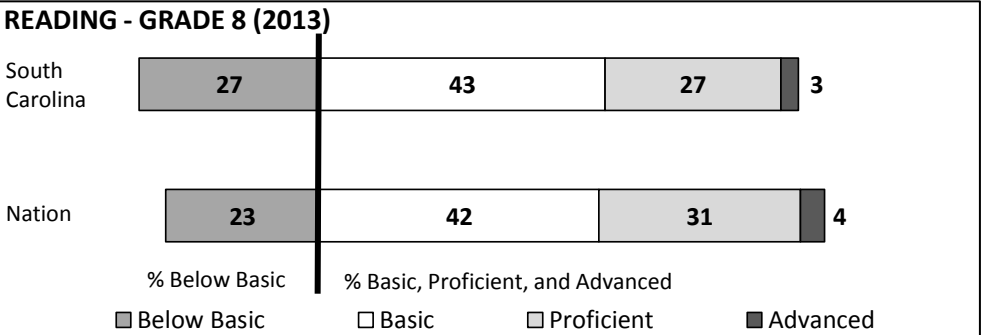 READING - GRADE 8 (2013)
South
Carolina
27 43 27 3
Nation
23 42 31 4
% Below Basic % Basic, Proficient, and Advanced
Below Basic Basic Proficient Advanced